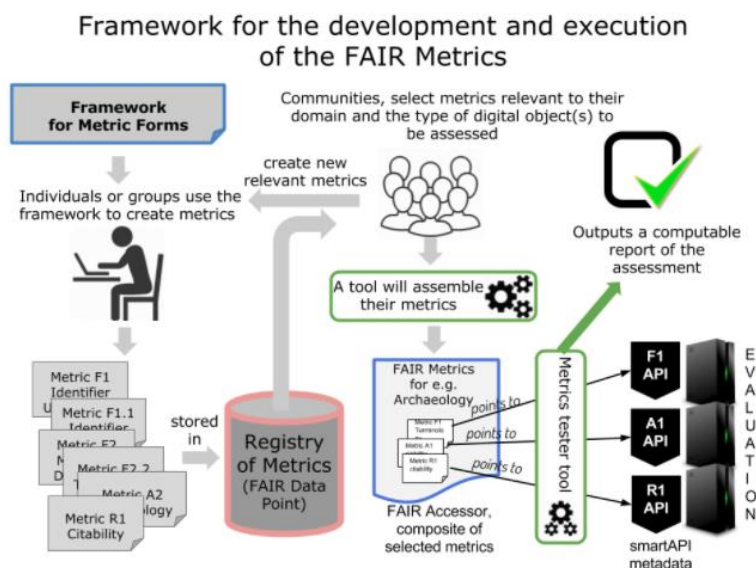 Framework for the development and execution
of the FAIR Metrics
Framework
for Metric Forms
Individuals or groups use the
framework to create metrics
Metric F1
Identifier
U
Metric F1.1
Identifier
Metric F2
M
D
Metric F2.2
T
Metric A2
ology
Metric R1
Citability
stored
in
Registry
of Metrics
(FAIR Data
Point)
create new
relevant metrics
Communities, select metrics relevant to their
domain and the type of digital object(s) to
be assessed
A tool will assemble
their metrics
FAIR Metrics
for e.g.
Archaeology
Metric F1
Metric A1
Metric R1
citability
points to
points to
points to
FAIR Accessor,
composite of
selected metrics
Metrics tester tool
Outputs a computable
report of the
assessment
F1
API
A1
API
R1
API
smartAPI
metadata
EVALUATION